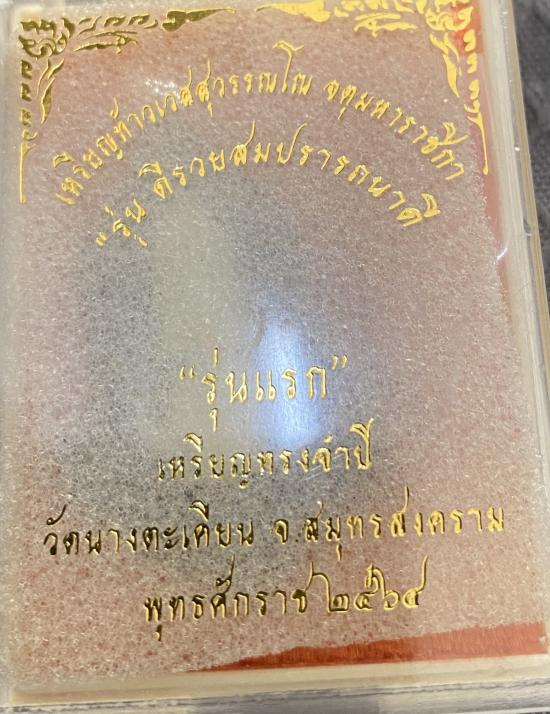 เหรียญท้าวเวสสุวรรณโณ จตุมหาราชิกา
"รุ่น ดีรวยสมปรารถนาดี
"รุ่นแรก"
เหรียญทรงจำปี
วัดนางตะเคียน จ.สมุทรสงคราม
พุทธศักราช ๒๕๖๔